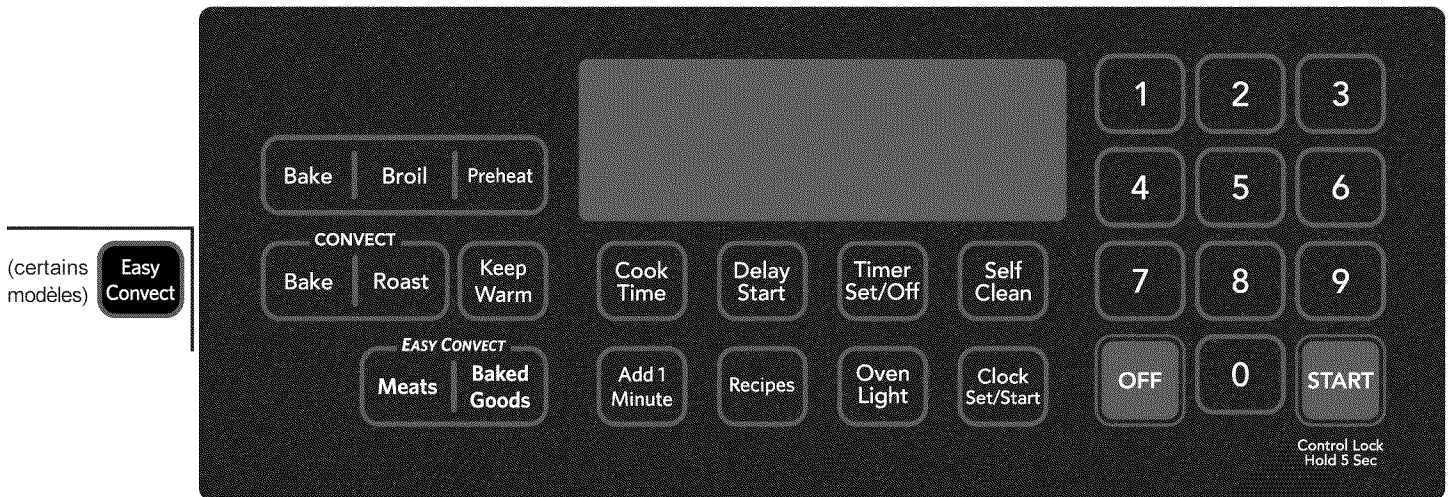 (certains
modèles)
Easy
Convect
Bake
Broil
Preheat
CONVECT
Bake
Roast
Keep
Warm
EASY CONVECT
Meats
Baked
Goods
Cook
Time
Delay
Start
Timer
Set/Off
Self
Clean
Add 1
Minute
Recipes
Oven
Light
Clock
Set/Start
1
2
3
4
5
6
7
8
9
OFF
0
START
Control Lock
Hold 5 Sec